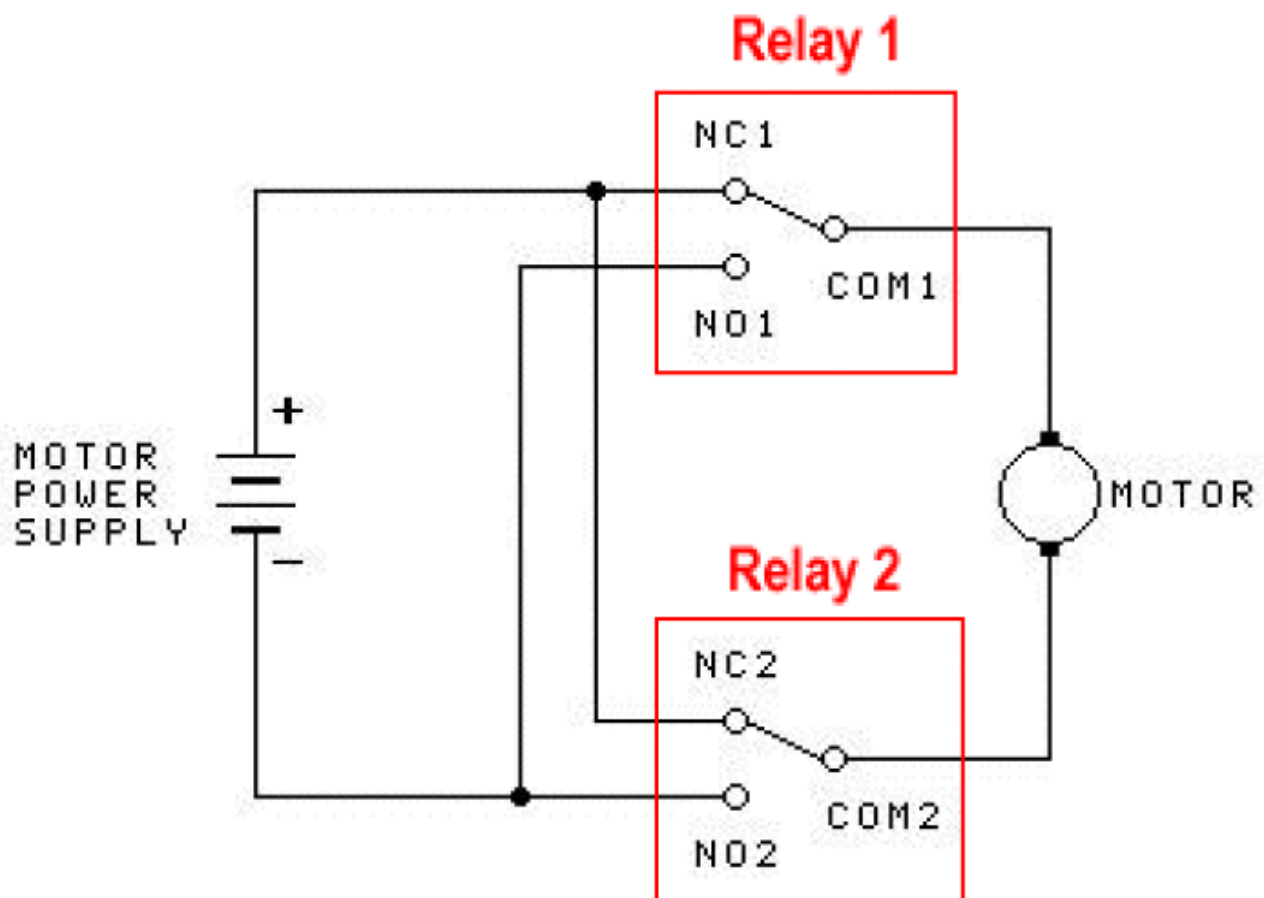 Relay 1
NC1
COM1
NO1
+
MOTOR
POWER
SUPPLY
−
MOTOR
Relay 2
NC2
COM2
NO2